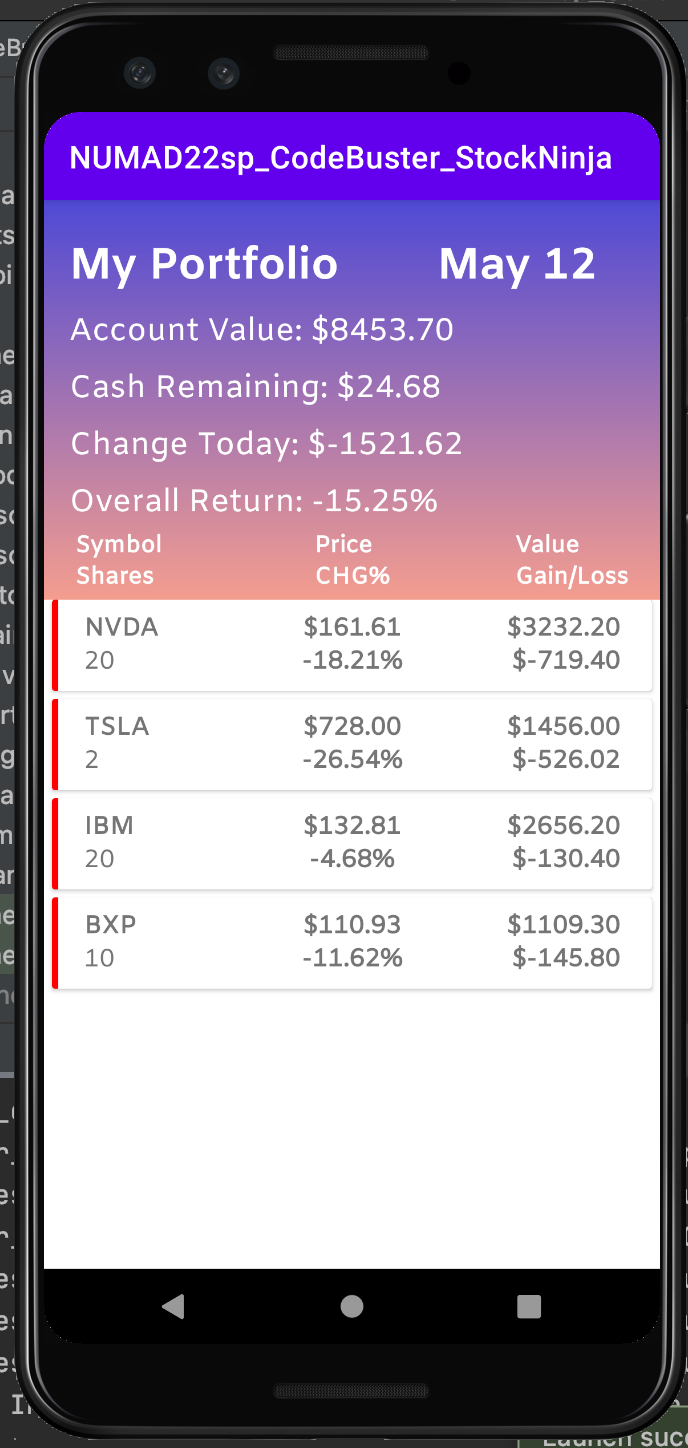 NUMAD22sp_CodeBuster_StockNinja
My Portfolio May 12
Account Value: $8453.70
Cash Remaining: $24.68
Change Today: $-1521.62
Overall Return: -15.25%
Symbol Price Value
Shares CHG% Gain/Loss
NVDA $161.61 $3232.20
20 -18.21% $-719.40
TSLA $728.00 $1456.00
2 -26.54% $-526.02
IBM $132.81 $2656.20
20 -4.68% $-130.40
BXP $110.93 $1109.30
10 -11.62% $-145.80